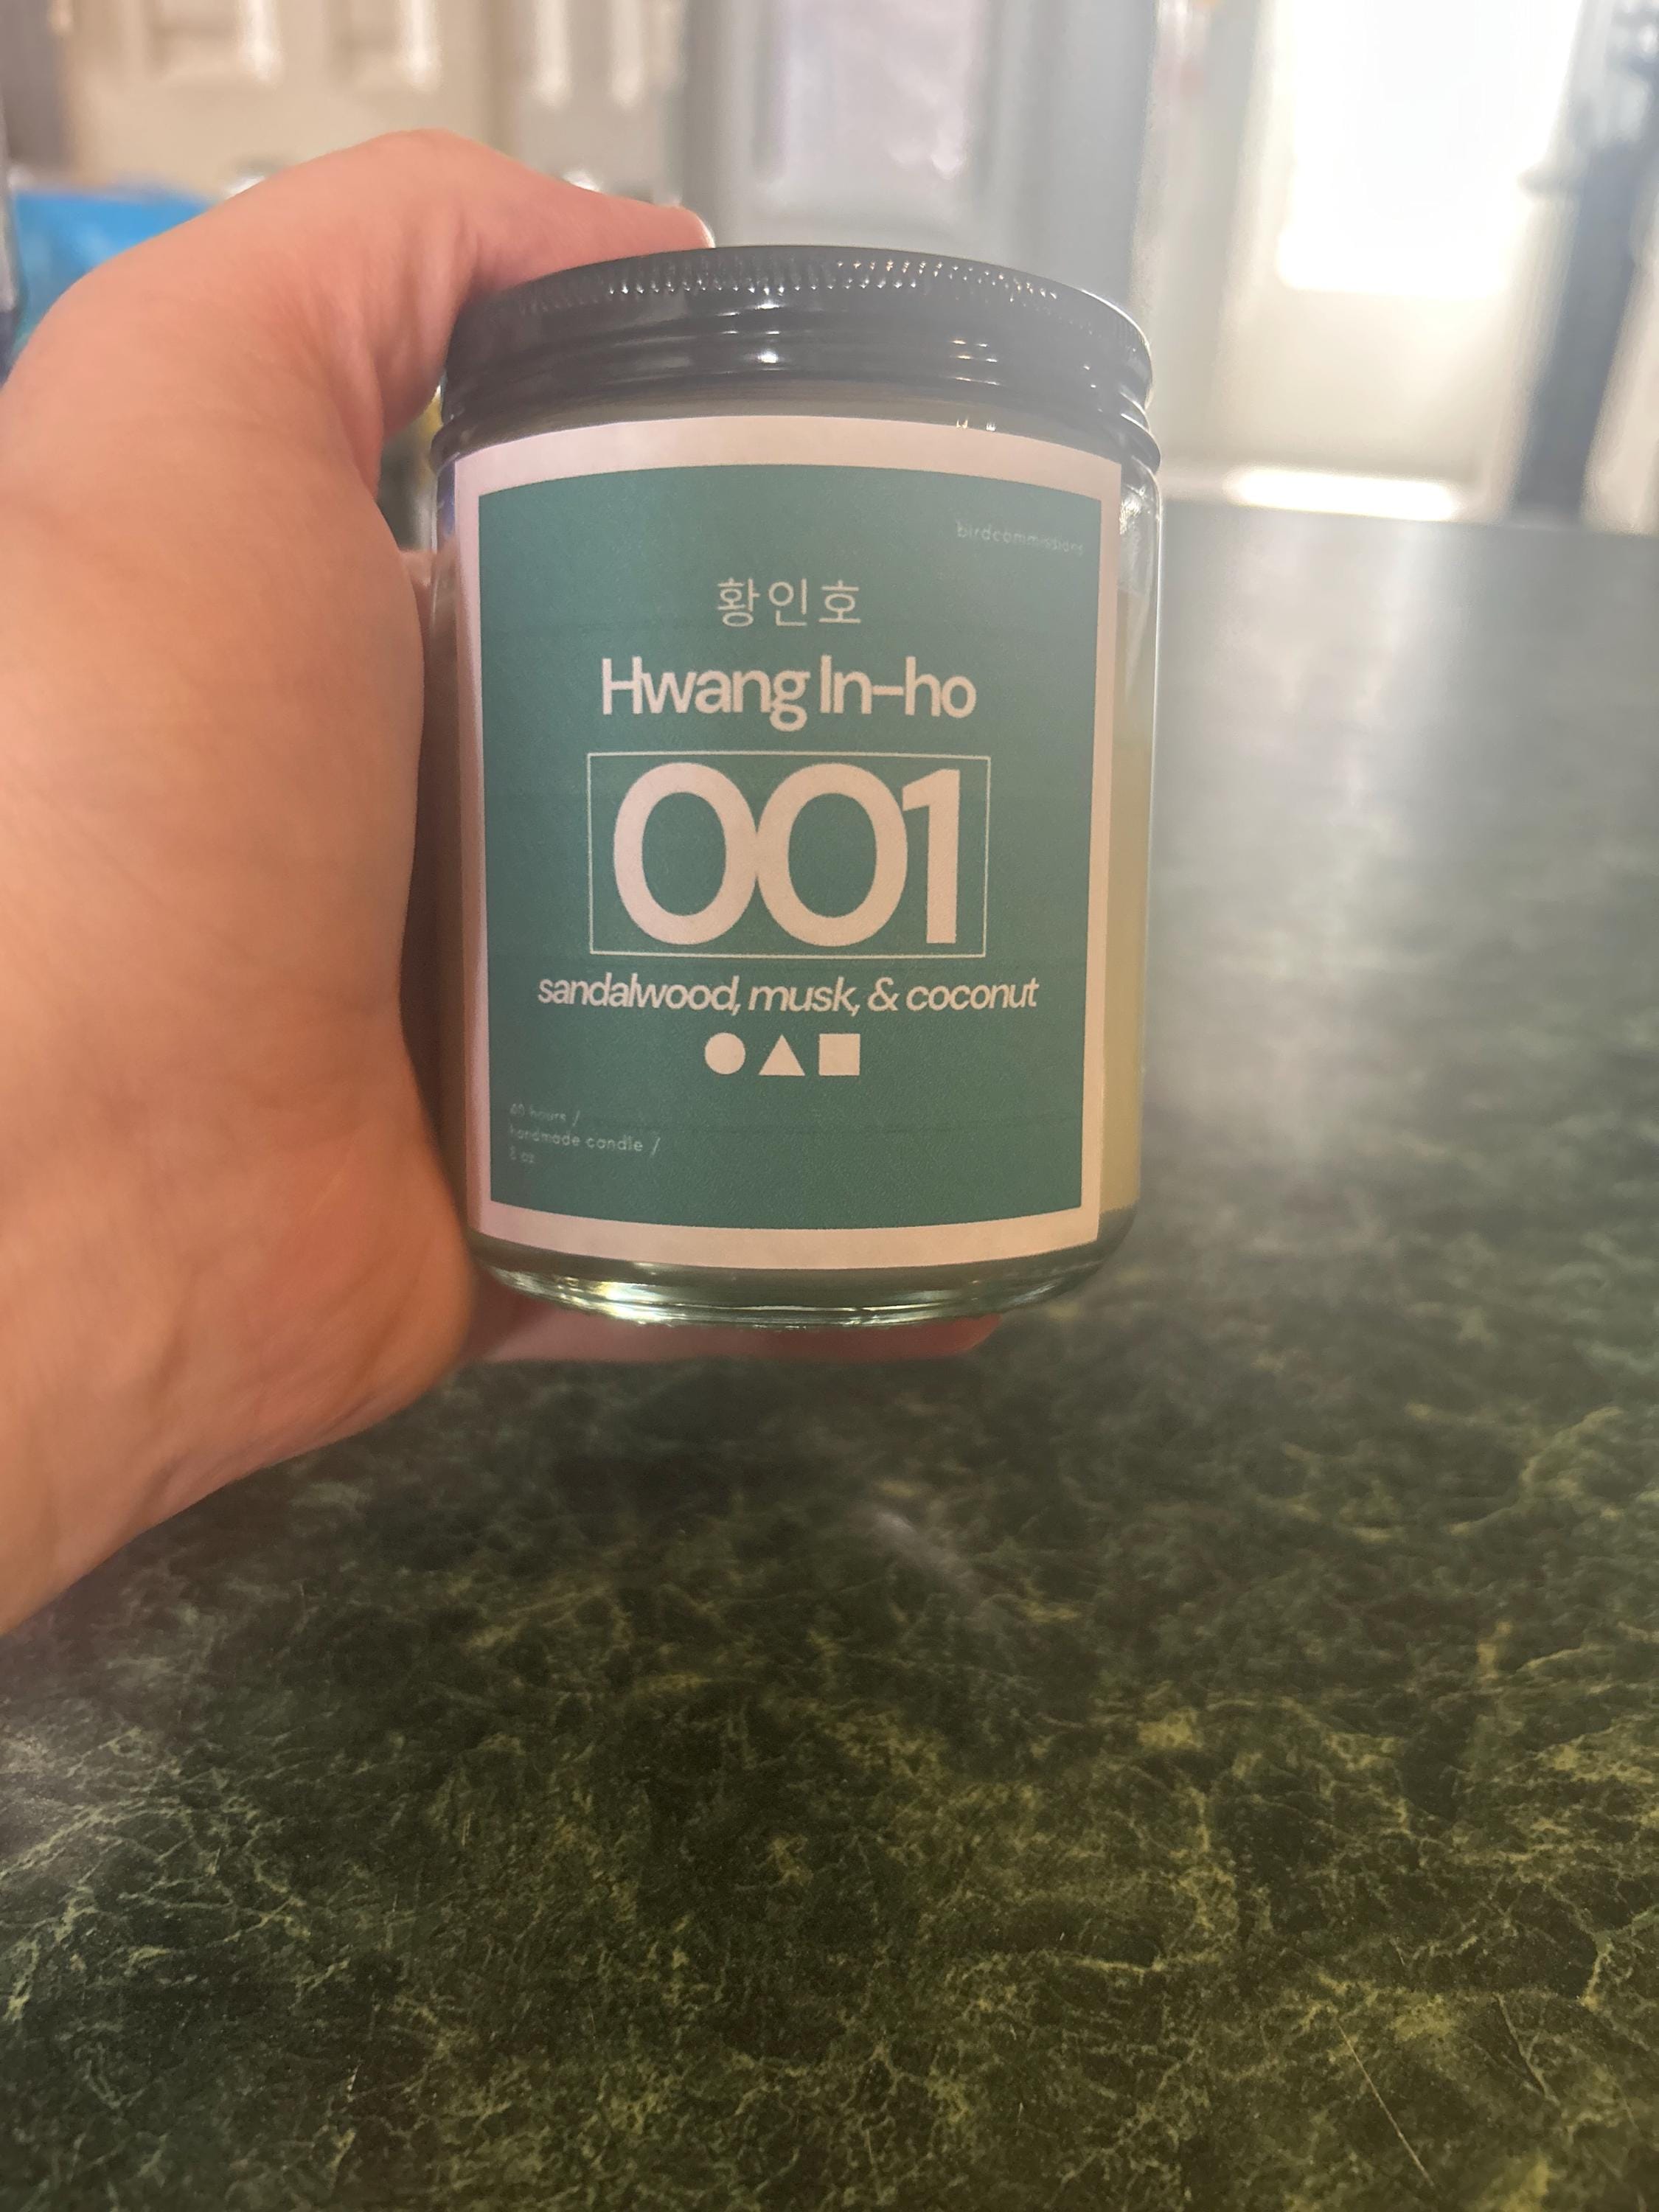 birdcommissions
황인호
Hwang In-ho
001
sandalwood, musk, & coconut
40 hours /
handmade candle /
8 oz